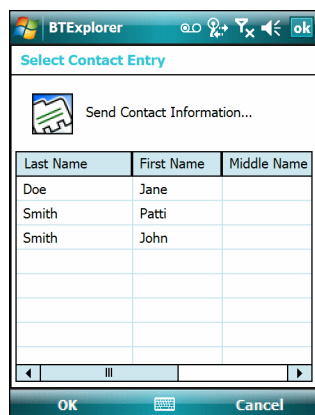 BTExplorer ok
Select Contact Entry
Send Contact Information...
Last Name First Name Middle Name
Doe Jane
Smith Patti
Smith John
OK Cancel